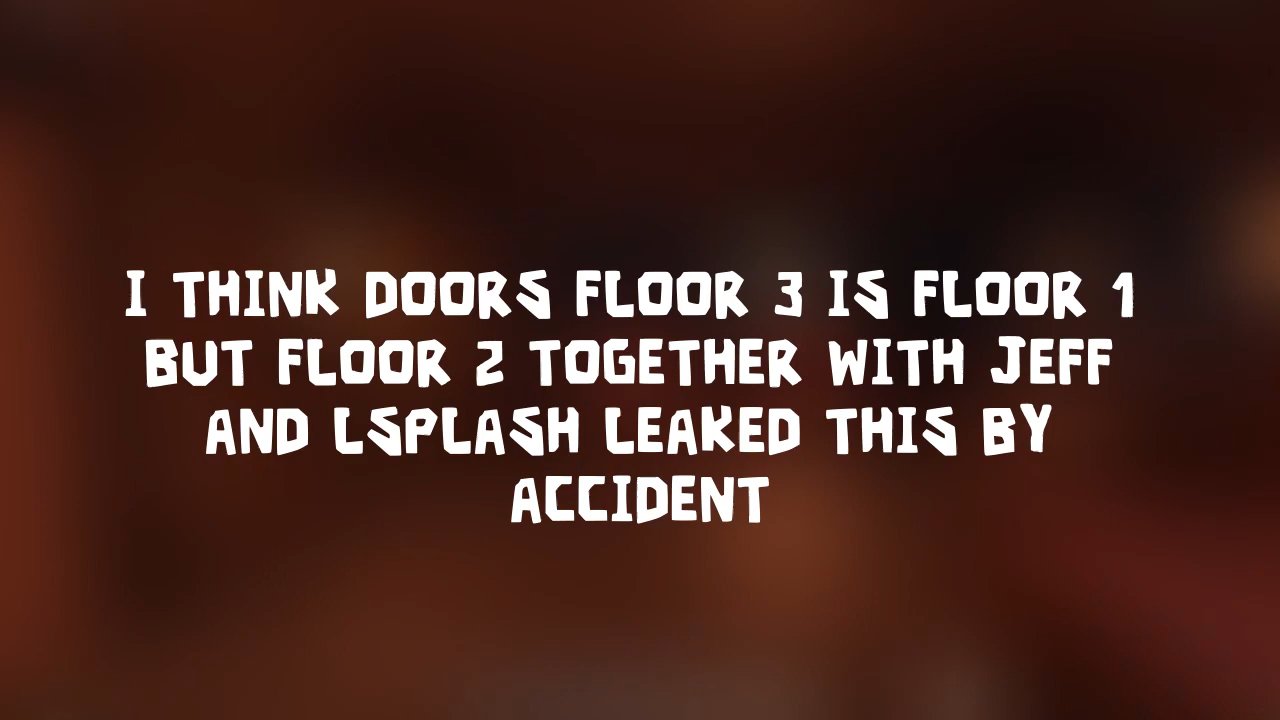 I THINK DOORS FLOOR 3 IS FLOOR 1
BUT FLOOR 2 TOGETHER WITH JEFF
AND LSPLASH LEAKED THIS BY
ACCIDENT